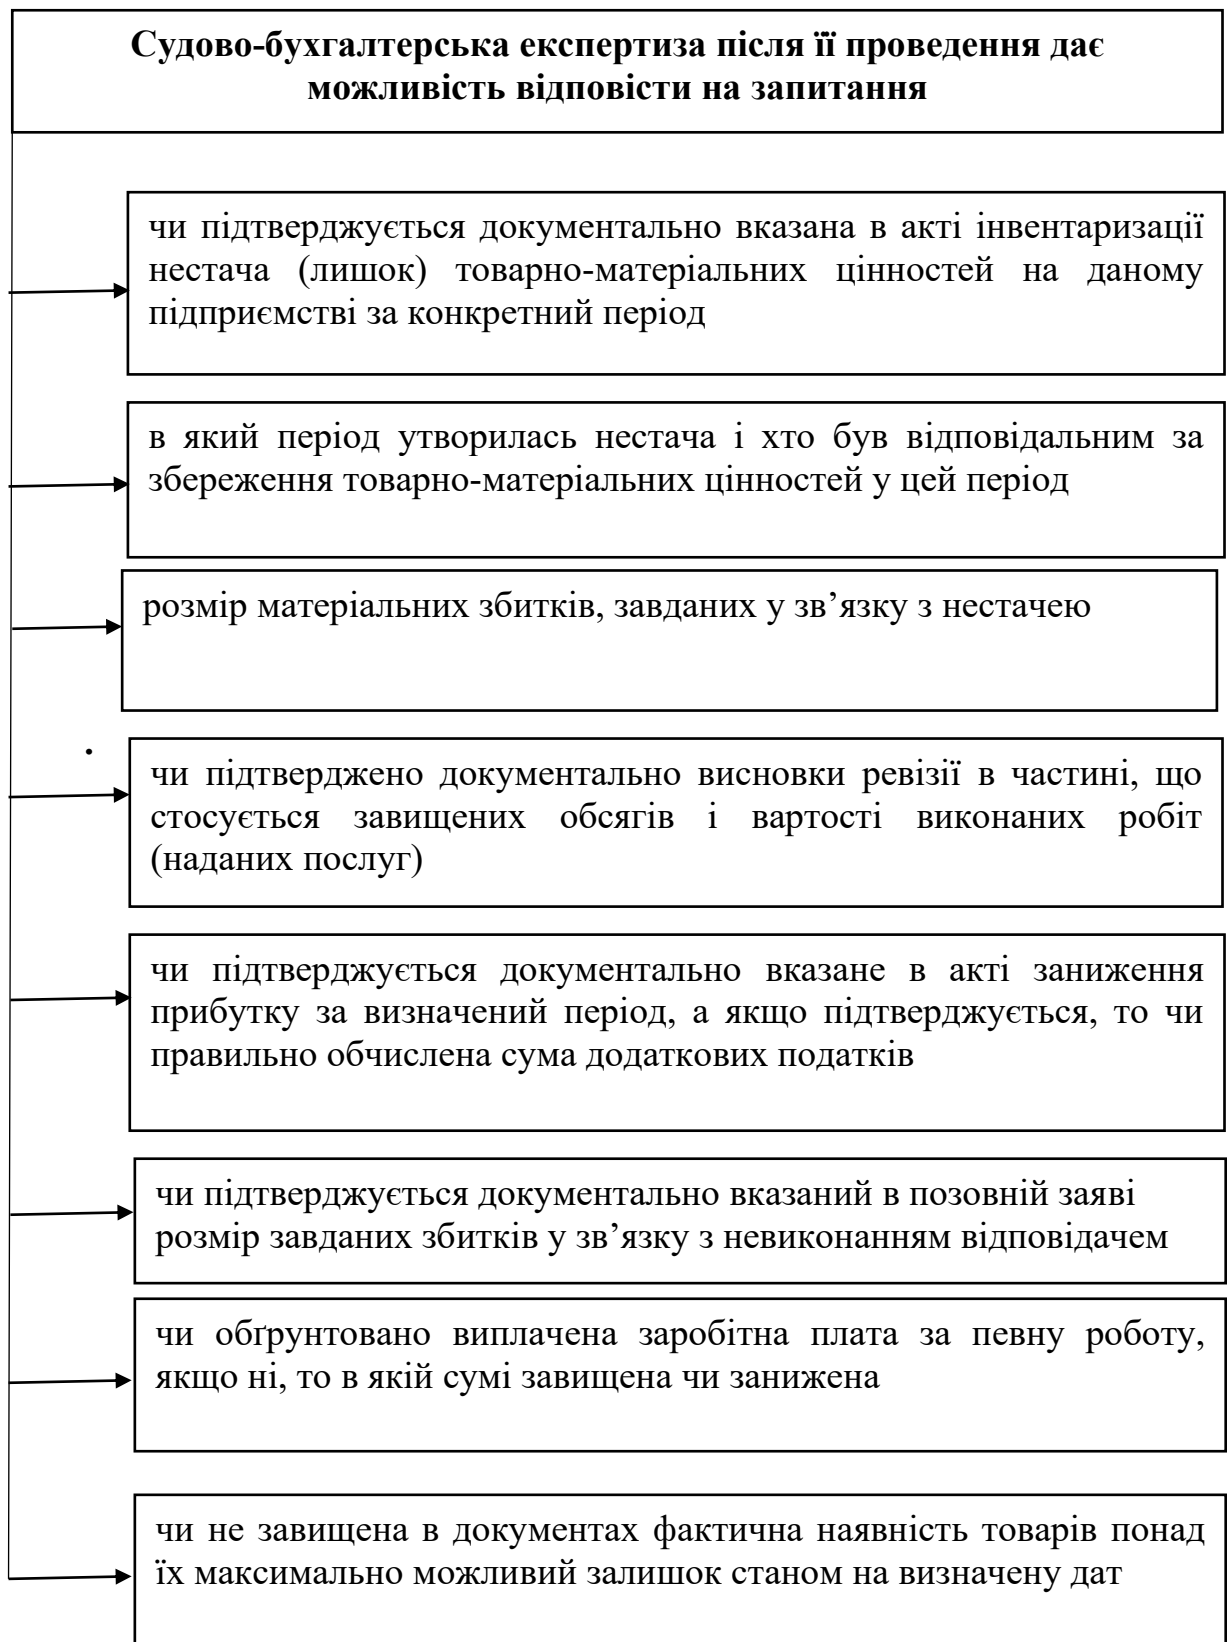 Судово-бухгалтерська експертиза після її проведення дає
можливість відповісти на запитання
чи підтверджується документально вказана в акті інвентаризації
нестача (лишок) товарно-матеріальних цінностей на даному
підприємстві за конкретний період
в який період утворилась нестача і хто був відповідальним за
збереження товарно-матеріальних цінностей у цей період
розмір матеріальних збитків, завданих у зв’язку з нестачею
.
чи підтверджено документально висновки ревізії в частині, що
стосується завищених обсягів і вартості виконаних робіт
(наданих послуг)
чи підтверджується документально вказане в акті заниження
прибутку за визначений період, а якщо підтверджується, то чи
правильно обчислена сума додаткових податків
чи підтверджується документально вказаний в позовній заяві
розмір завданих збитків у зв’язку з невиконанням відповідачем
чи обґрунтовано виплачена заробітна плата за певну роботу,
якщо ні, то в якій сумі завищена чи занижена
чи не завищена в документах фактична наявність товарів понад
їх максимально можливий залишок станом на визначену дат